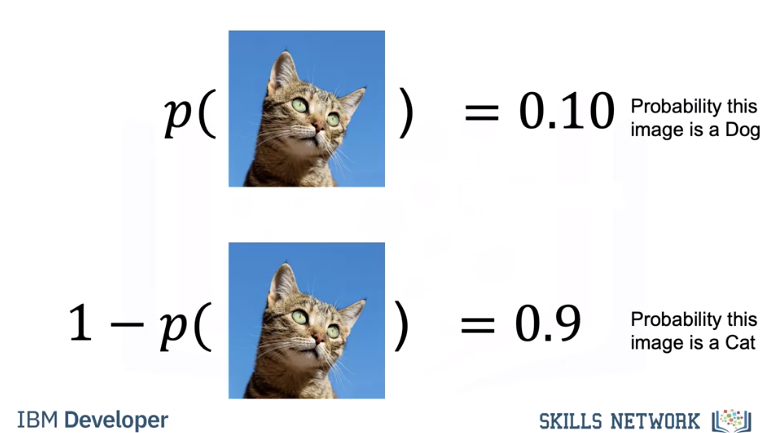 p( ) = 0.10 Probability this
image is a Dog
1 − p( ) = 0.9 Probability this
image is a Cat
IBM Developer
SKILLS NETWORK